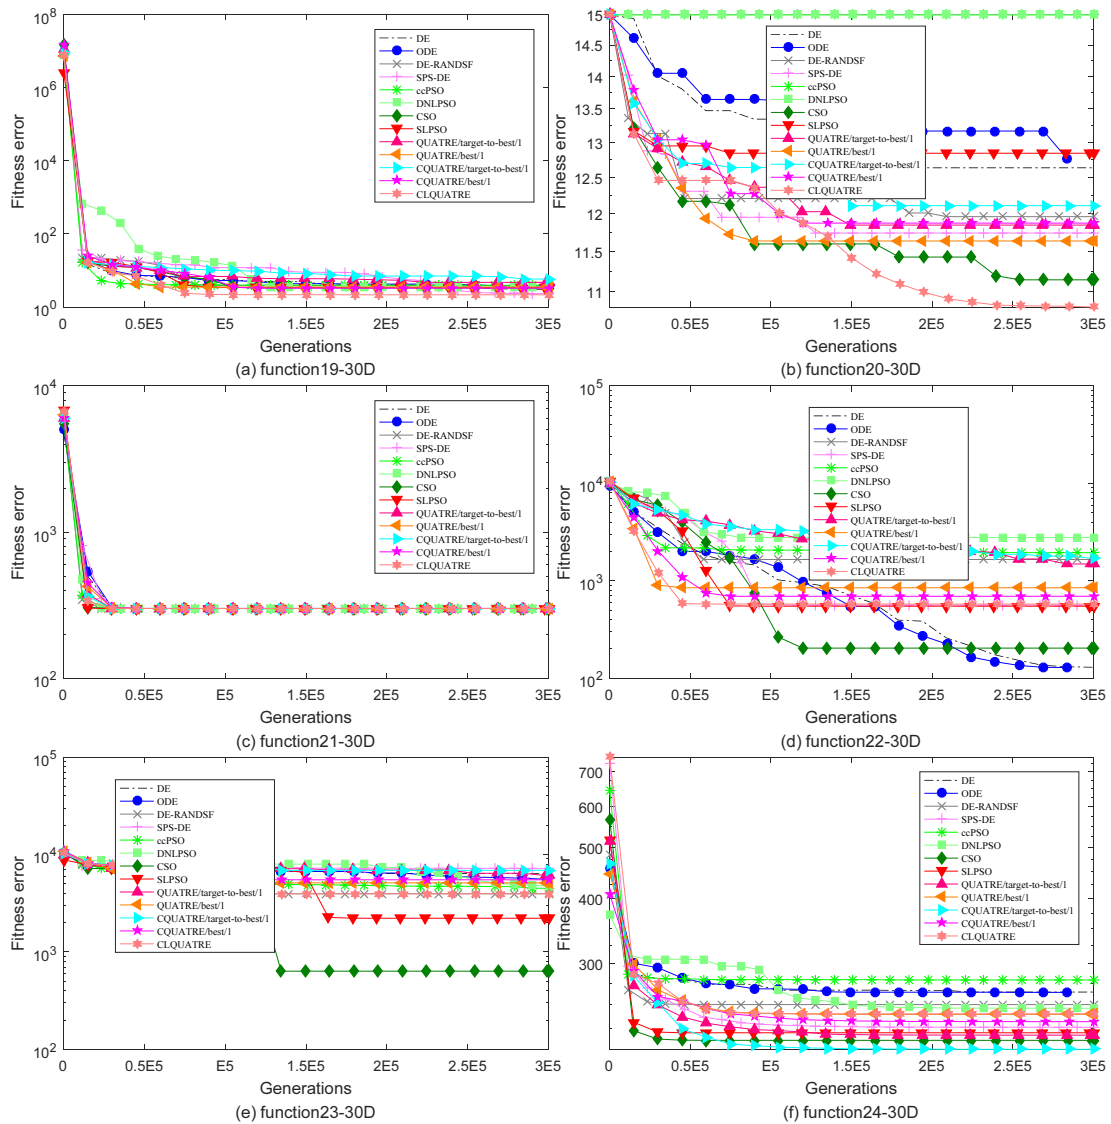 10^8
10^6
10^4
10^2
10^0
Fitness error
0
0.5E5
E5
1.5E5
2E5
2.5E5
3E5
Generations
DE
ODE
DE-RANDSF
SPS-DE
ccPSO
DNLPSO
CSO
SLPSO
QUATRE/target-to-best/1
QUATRE/best/1
CQUATRE/target-to-best/1
CQUATRE/best/1
CLQUATRE
(a) function19-30D
15
14.5
14
13.5
13
12.5
12
11.5
11
Fitness error
0
0.5E5
E5
1.5E5
2E5
2.5E5
3E5
Generations
DE
ODE
DE-RANDSF
SPS-DE
ccPSO
DNLPSO
CSO
SLPSO
QUATRE/target-to-best/1
QUATRE/best/1
CQUATRE/target-to-best/1
CQUATRE/best/1
CLQUATRE
(b) function20-30D
10^4
10^3
10^2
Fitness error
0
0.5E5
E5
1.5E5
2E5
2.5E5
3E5
Generations
DE
ODE
DE-RANDSF
SPS-DE
ccPSO
DNLPSO
CSO
SLPSO
QUATRE/target-to-best/1
QUATRE/best/1
CQUATRE/target-to-best/1
CQUATRE/best/1
CLQUATRE
(c) function21-30D
10^5
10^4
10^3
10^2
Fitness error
0
0.5E5
E5
1.5E5
2E5
2.5E5
3E5
Generations
DE
ODE
DE-RANDSF
SPS-DE
ccPSO
DNLPSO
CSO
SLPSO
QUATRE/target-to-best/1
QUATRE/best/1
CQUATRE/target-to-best/1
CQUATRE/best/1
CLQUATRE
(d) function22-30D
10^5
10^4
10^3
10^2
Fitness error
0
0.5E5
E5
1.5E5
2E5
2.5E5
3E5
Generations
DE
ODE
DE-RANDSF
SPS-DE
ccPSO
DNLPSO
CSO
SLPSO
QUATRE/target-to-best/1
QUATRE/best/1
CQUATRE/target-to-best/1
CQUATRE/best/1
CLQUATRE
(e) function23-30D
700
600
500
400
300
Fitness error
0
0.5E5
E5
1.5E5
2E5
2.5E5
3E5
Generations
DE
ODE
DE-RANDSF
SPS-DE
ccPSO
DNLPSO
CSO
SLPSO
QUATRE/target-to-best/1
QUATRE/best/1
CQUATRE/target-to-best/1
CQUATRE/best/1
CLQUATRE
(f) function24-30D